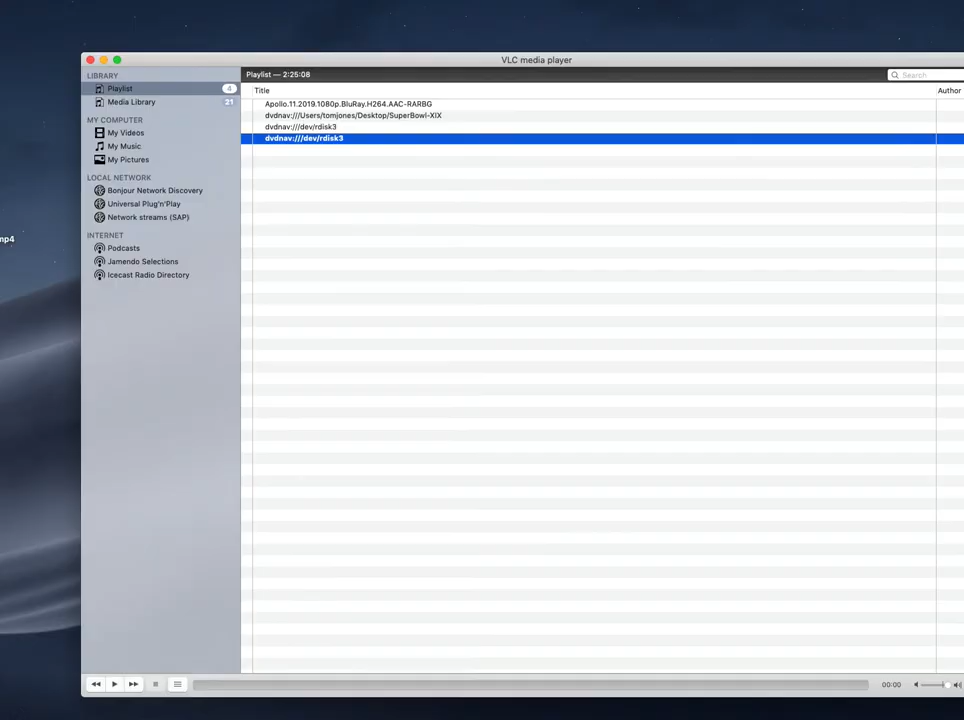 VLC media player
LIBRARY
Playlist
4
Media Library
21
MY COMPUTER
My Videos
My Music
My Pictures
LOCAL NETWORK
Bonjour Network Discovery
Universal Plug'n'Play
Network streams (SAP)
INTERNET
Podcasts
Jamendo Selections
Icecast Radio Directory
Playlist — 2:25:08
Search
Title
Author
Apollo.11.2019.1080p.BluRay.H264.AAC-RARBG
dvdnav:///Users/tomjones/Desktop/SuperBowl-XIX
dvdnav:///dev/rdisk3
dvdnav:///dev/rdisk3
mp4
00:00